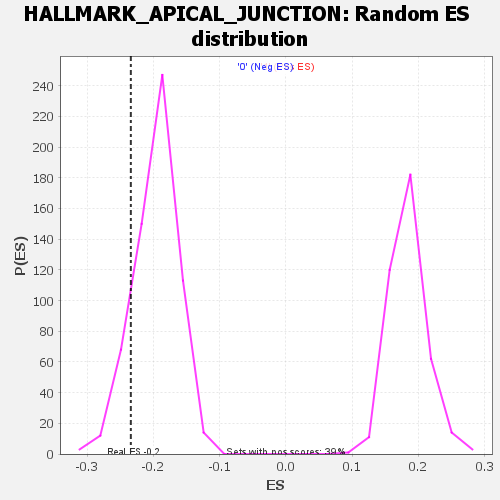 HALLMARK_APICAL_JUNCTION: Random ES
distribution
'0' (Neg ES) ES)
240
220
200
180
160
140
120
100
80
60
40
20
0
P(ES)
Real ES -0.2
Sets with pos scores: 39%
-0.3 -0.2 -0.1 0.0 0.1 0.2 0.3
ES